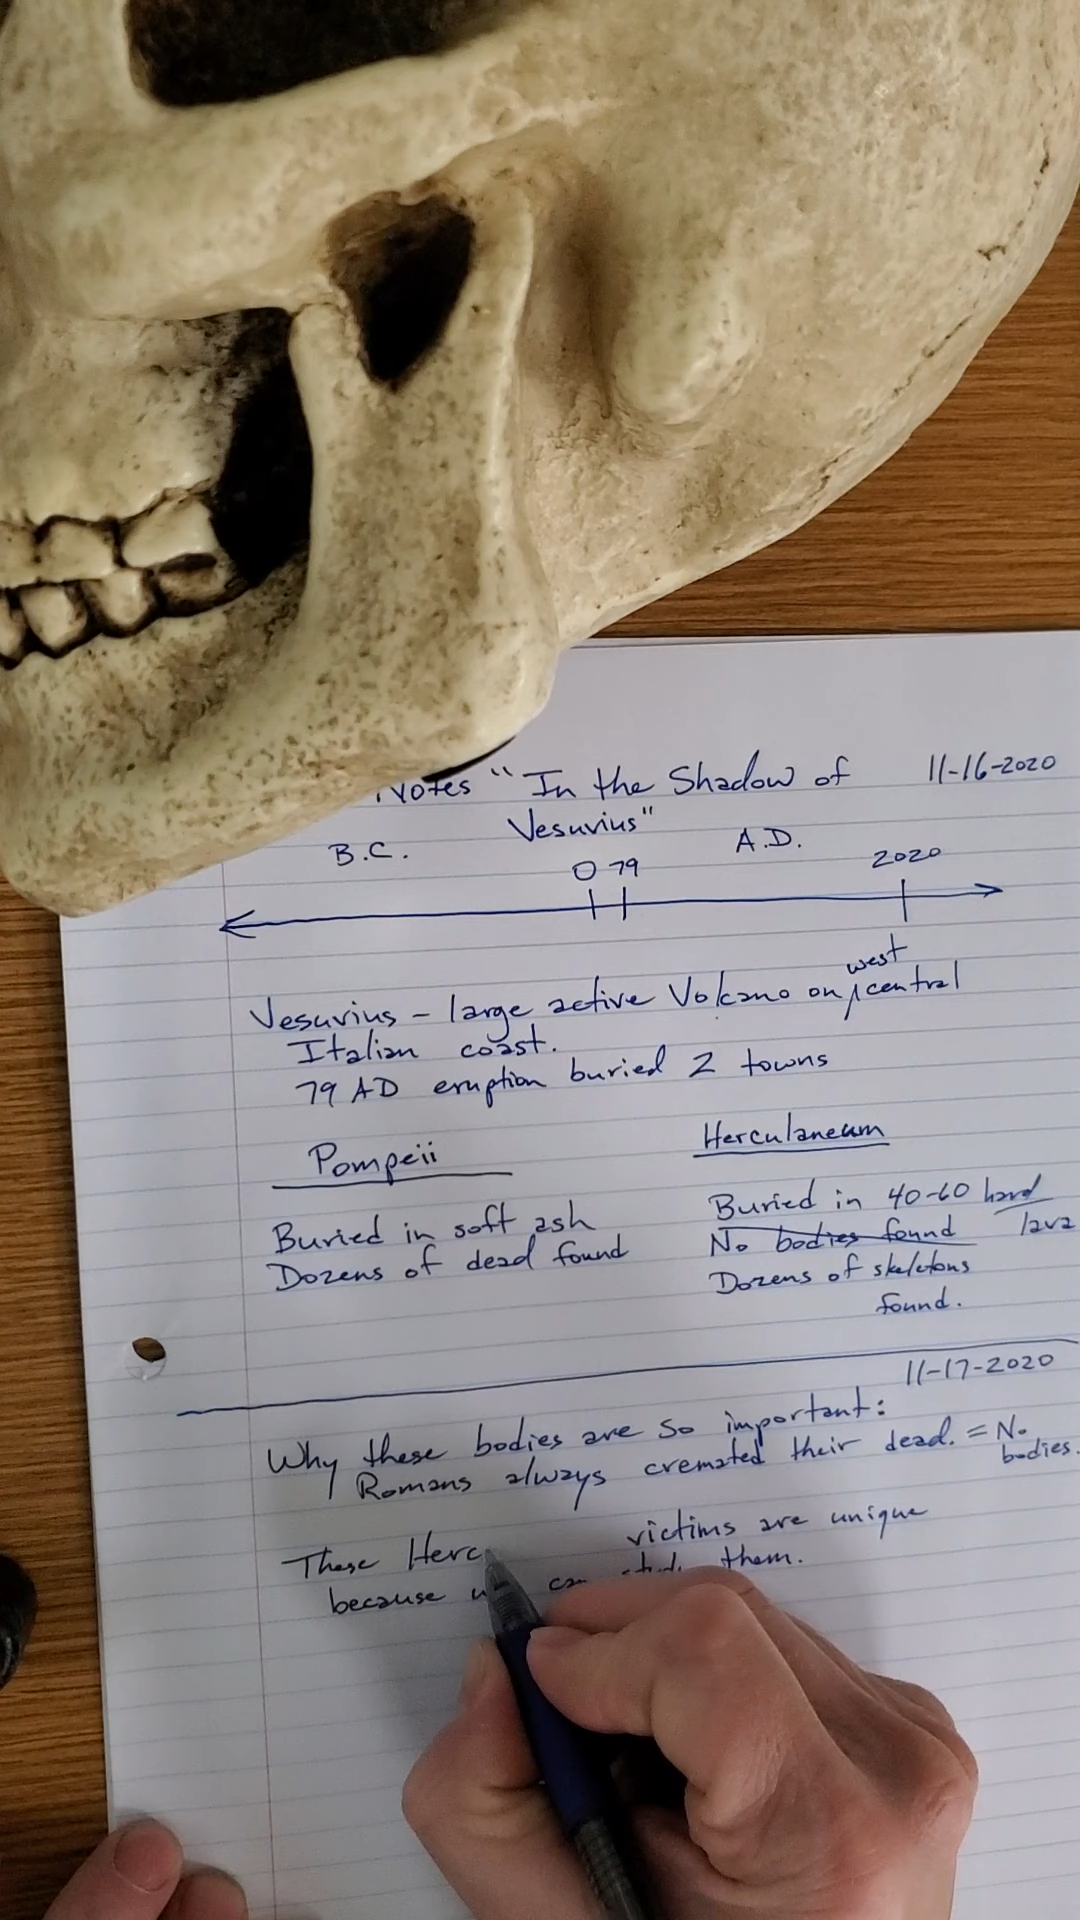 Notes "In the Shadow of 11-16-2020
Vesuvius"
B.C. A.D.
0 79 2020
west
Vesuvius - large active Volcano on central
Italian coast.
79 AD eruption buried 2 towns
Pompeii Herculaneum
Buried in soft ash Buried in 40-60 hard
Dozens of dead found No bodies found lava
Dozens of skeletons
found.
11-17-2020
Why these bodies are so important:
Romans always cremated their dead. = No
bodies.
These Herc victims are unique
because can study them.